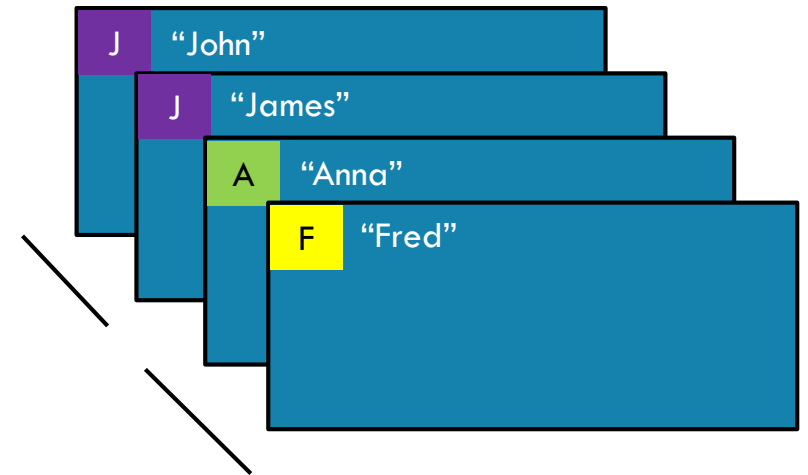 J “John”
J “James”
A “Anna”
F “Fred”